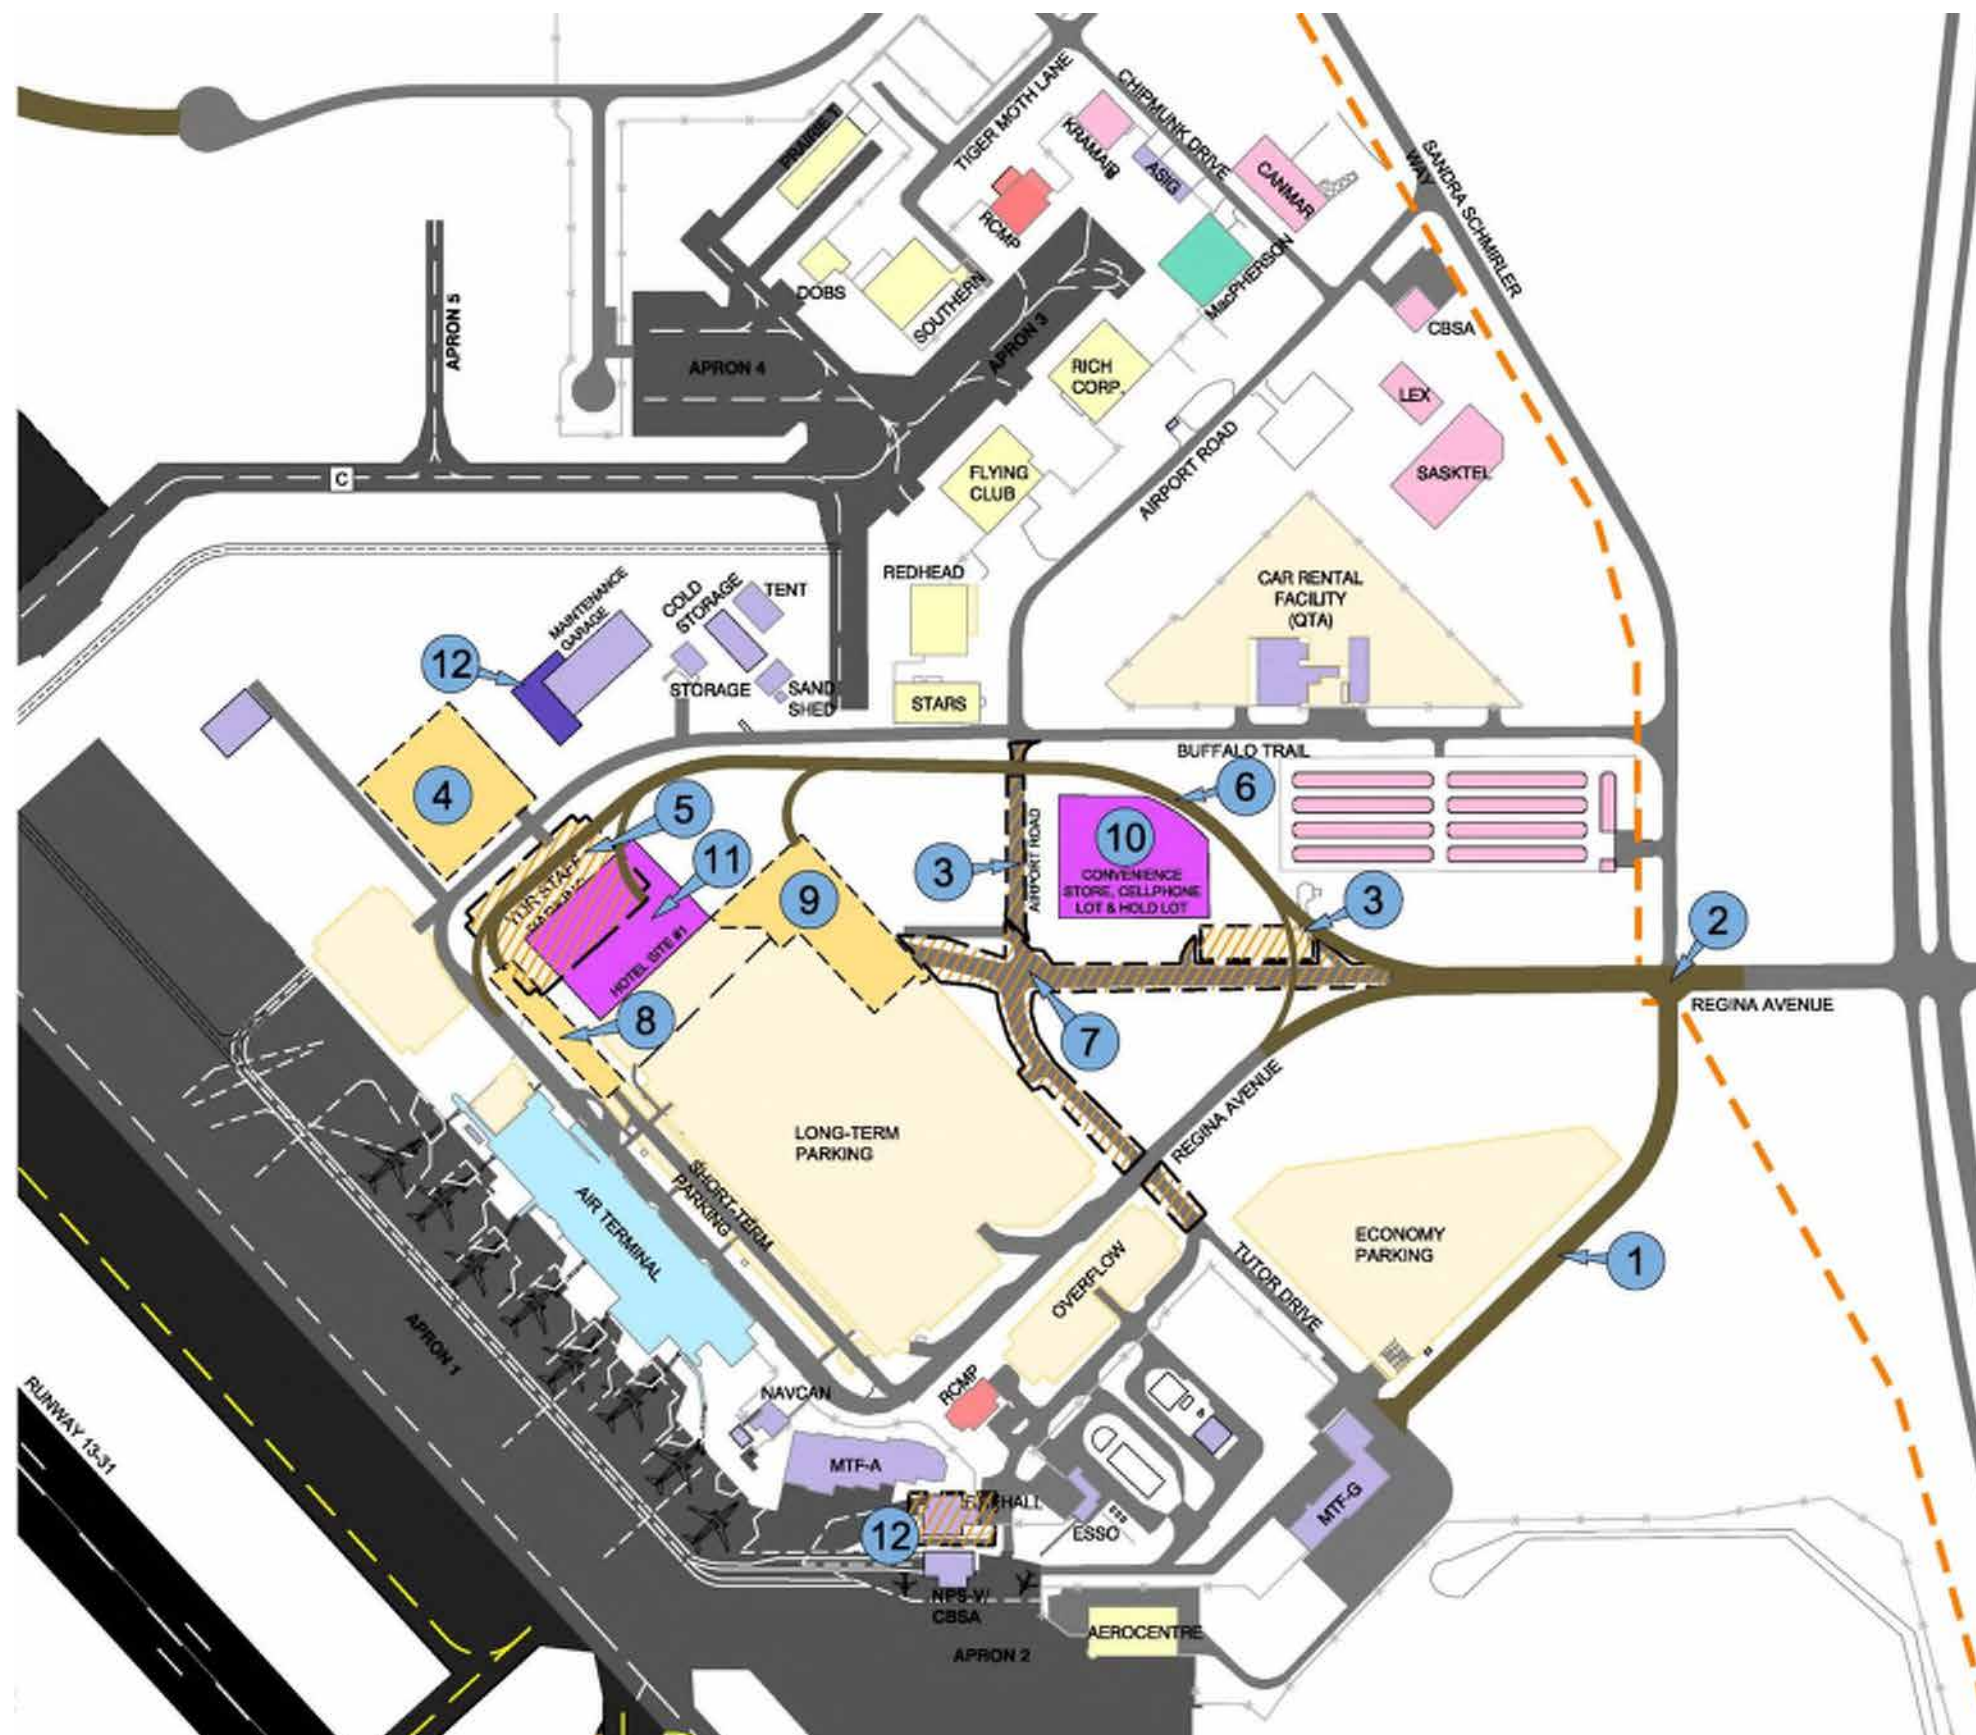 CHIPMUNK DRIVE
TIGER MOTH LANE
PRAIRIE 1
KRAMAIR
ASIG
CANMAR
SANDRA SCHMIRLER
WAY
RCMP
MacPHERSON
DOBS
SOUTHERN
CBSA
APRON 5
APRON 4
APRON 3
RICH
CORP.
LEX
AIRPORT ROAD
FLYING
CLUB
SASKTEL
C
REDHEAD
CAR RENTAL
FACILITY
(QTA)
MAINTENANCE
GARAGE
COLD
STORAGE
TENT
12
STORAGE
SAND
SHED
STARS
BUFFALO TRAIL
4
5
6
10
CONVENIENCE
STORE, CELLPHONE
LOT & HOLD LOT
AIRPORT ROAD
3
11
9
3
2
PARKING
HOTEL SITE #1
REGINA AVENUE
8
7
REGINA AVENUE
LONG-TERM
PARKING
SHORT-TERM
PARKING
AIR TERMINAL
ECONOMY
PARKING
1
OVERFLOW
TUTOR DRIVE
APRON 1
RUNWAY 13-31
NAVCAN
RCMP
MTF-A
MTF-G
12
ESSO
NPS-V/
CBSA
AEROCENTRE
APRON 2